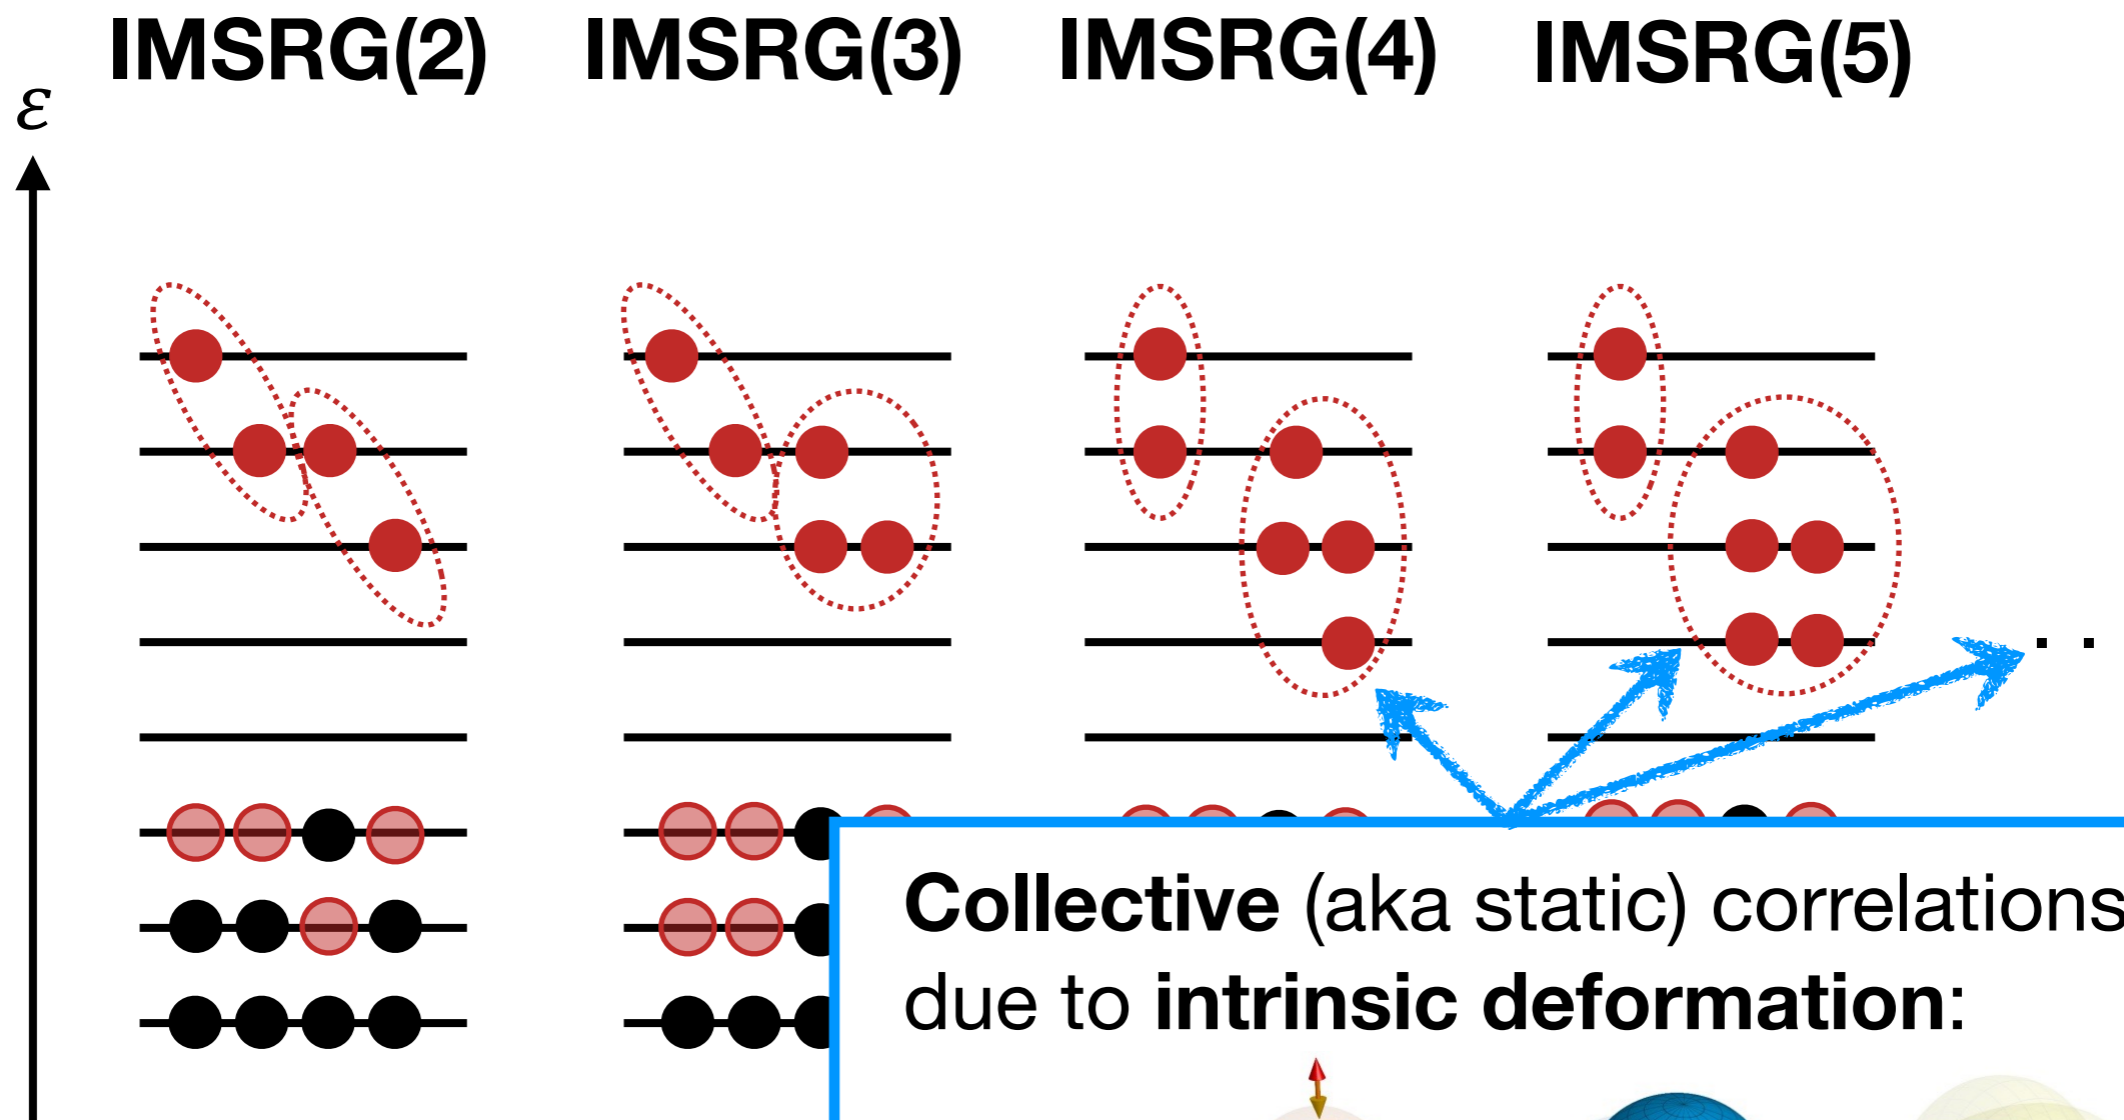 IMSRG(2) IMSRG(3) IMSRG(4) IMSRG(5)
ε
. .
Collective (aka static) correlations
due to intrinsic deformation: